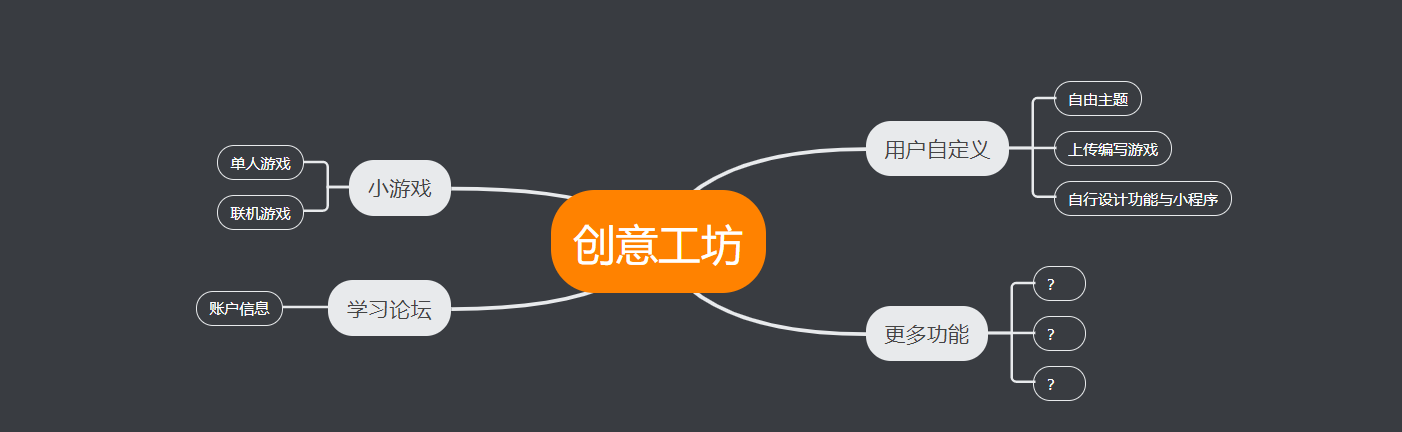 创意工坊
用户自定义
自由主题
上传编写游戏
自行设计功能与小程序
更多功能
?
?
?
小游戏
单人游戏
联机游戏
学习论坛
账户信息